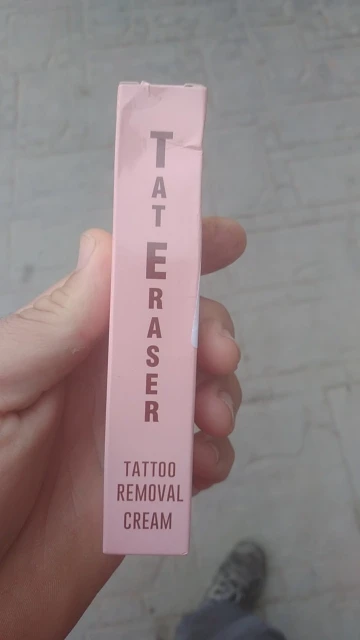 TAT
ERASER
TATTOO
REMOVAL
CREAM